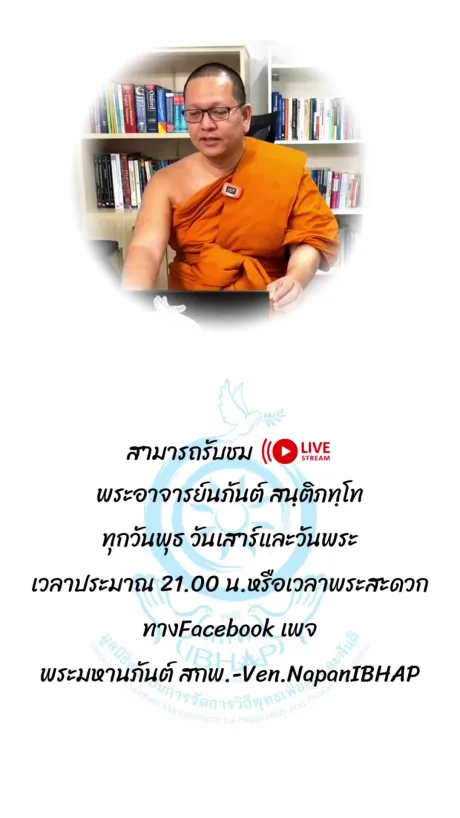 สามารถรับชม LIVE STREAM
พระอาจารย์นภันต์ สนฺติภทฺโท
ทุกวันพุธ วันเสาร์และวันพระ
เวลาประมาณ 21.00 น.หรือเวลาพระสะดวก
ทางFacebook เพจ
พระมหานภันต์ สกพ.-Ven.NapanIBHAP
IBHAP